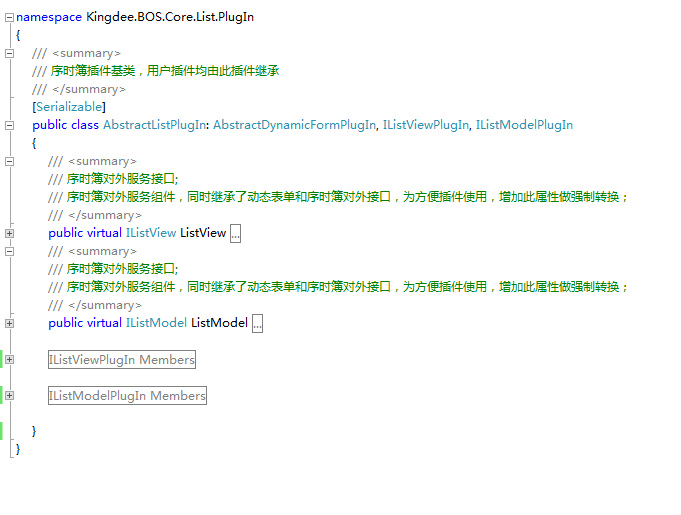 namespace Kingdee.BOS.Core.List.PlugIn
{
/// <summary>
/// 序时簿插件基类，用户插件均由此插件继承
/// </summary>
[Serializable]
public class AbstractListPlugIn: AbstractDynamicFormPlugIn, IListViewPlugIn, IListModelPlugIn
{
/// <summary>
/// 序时簿对外服务接口;
/// 序时簿对外服务组件，同时继承了动态表单和序时簿对外接口，为方便插件使用，增加此属性做强制转换；
/// </summary>
public virtual IListView ListView ...
/// <summary>
/// 序时簿对外服务接口;
/// 序时簿对外服务组件，同时继承了动态表单和序时簿对外接口，为方便插件使用，增加此属性做强制转换；
/// </summary>
public virtual IListModel ListModel ...
IListViewPlugIn Members
IListModelPlugIn Members
}
}